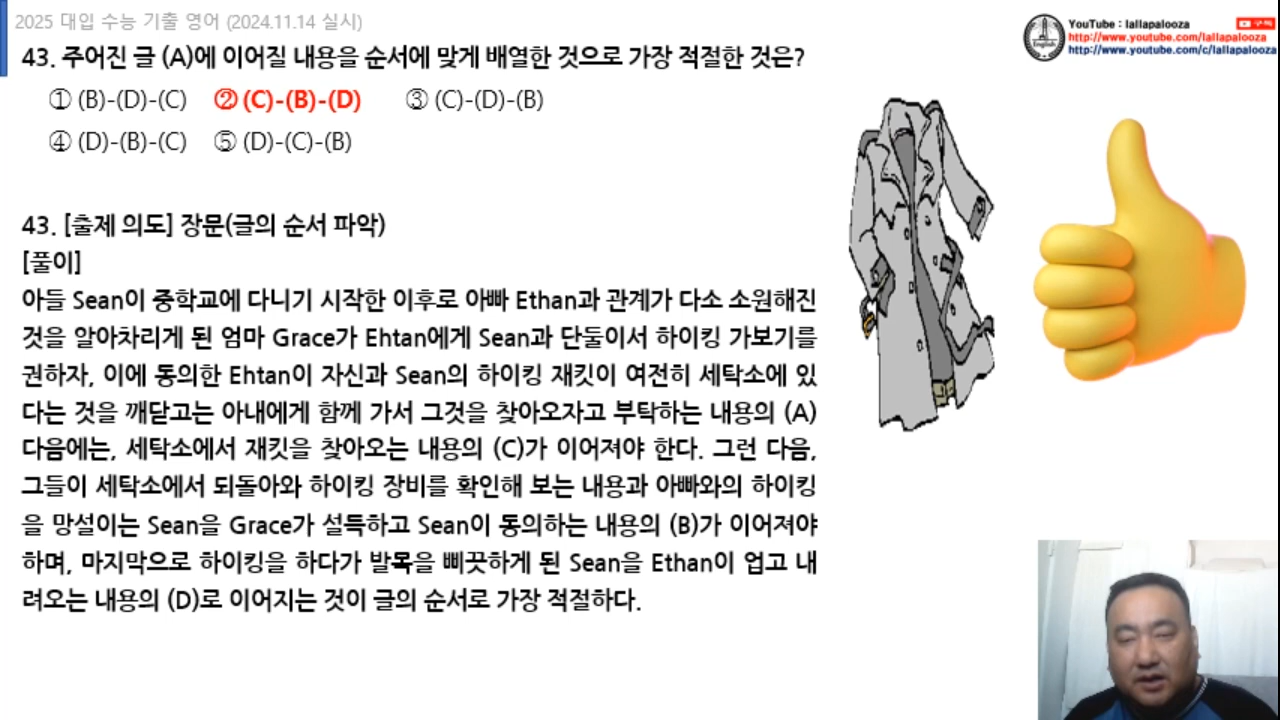 2025 대입 수능 기출 영어 (2024.11.14 실시)
YouTube : lallapalooza
구독
http://www.youtube.com/lallapalooza
http://www.youtube.com/c/lallapalooza
English
43. 주어진 글 (A)에 이어질 내용을 순서에 맞게 배열한 것으로 가장 적절한 것은?
① (B)-(D)-(C) ② (C)-(B)-(D) ③ (C)-(D)-(B)
④ (D)-(B)-(C) ⑤ (D)-(C)-(B)
43. [출제 의도] 장문(글의 순서 파악)
[풀이]
아들 Sean이 중학교에 다니기 시작한 이후로 아빠 Ethan과 관계가 다소 소원해진
것을 알아차리게 된 엄마 Grace가 Ehtan에게 Sean과 단둘이서 하이킹 가보기를
권하자, 이에 동의한 Ehtan이 자신과 Sean의 하이킹 재킷이 여전히 세탁소에 있
다는 것을 깨닫고는 아내에게 함께 가서 그것을 찾아오자고 부탁하는 내용의 (A)
다음에는, 세탁소에서 재킷을 찾아오는 내용의 (C)가 이어져야 한다. 그런 다음,
그들이 세탁소에서 되돌아와 하이킹 장비를 확인해 보는 내용과 아빠와의 하이킹
을 망설이는 Sean을 Grace가 설득하고 Sean이 동의하는 내용의 (B)가 이어져야
하며, 마지막으로 하이킹을 하다가 발목을 삐끗하게 된 Sean을 Ethan이 업고 내
려오는 내용의 (D)로 이어지는 것이 글의 순서로 가장 적절하다.